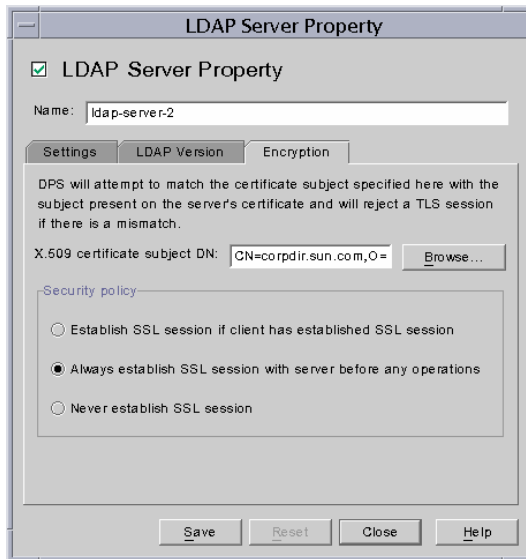 LDAP Server Property
LDAP Server Property
Name: ldap-server-2
Settings LDAP Version Encryption
DPS will attempt to match the certificate subject specified here with the
subject present on the server's certificate and will reject a TLS session
if there is a mismatch.
X.509 certificate subject DN: CN=corpdir.sun.com,O= Browse...
Security policy
Establish SSL session if client has established SSL session
Always establish SSL session with server before any operations
Never establish SSL session
Save Reset Close Help